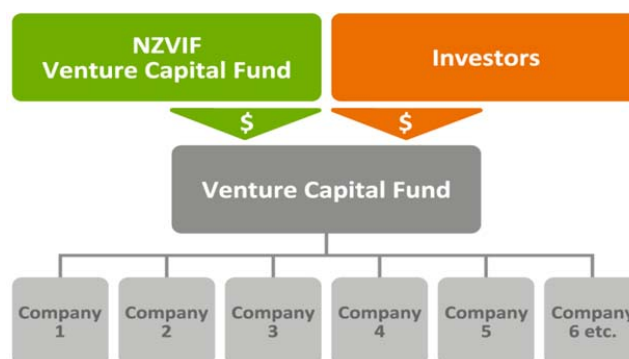 NZVIF
Venture Capital Fund
Investors
$
$
Venture Capital Fund
Company
1
Company
2
Company
3
Company
4
Company
5
Company
6 etc.